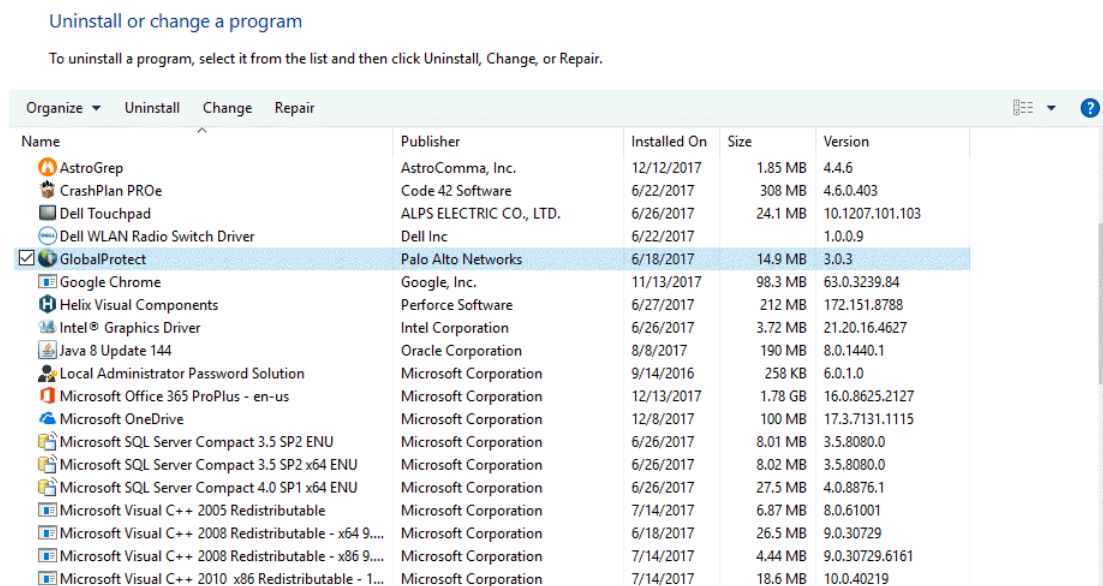 Uninstall or change a program
To uninstall a program, select it from the list and then click Uninstall, Change, or Repair.
Organize Uninstall Change Repair
Name Publisher Installed On Size Version
AstroGrep AstroComma, Inc. 12/12/2017 1.85 MB 4.4.6
CrashPlan PROe Code 42 Software 6/22/2017 308 MB 4.6.0.403
Dell Touchpad ALPS ELECTRIC CO., LTD. 6/26/2017 24.1 MB 10.1207.101.103
Dell WLAN Radio Switch Driver Dell Inc 6/22/2017 1.0.0.9
GlobalProtect Palo Alto Networks 6/18/2017 14.9 MB 3.0.3
Google Chrome Google, Inc. 11/13/2017 98.3 MB 63.0.3239.84
Helix Visual Components Perforce Software 6/27/2017 212 MB 172.151.8788
Intel® Graphics Driver Intel Corporation 6/26/2017 3.72 MB 21.20.16.4627
Java 8 Update 144 Oracle Corporation 8/8/2017 190 MB 8.0.1440.1
Local Administrator Password Solution Microsoft Corporation 9/14/2016 258 KB 6.0.1.0
Microsoft Office 365 ProPlus - en-us Microsoft Corporation 12/13/2017 1.78 GB 16.0.8625.2127
Microsoft OneDrive Microsoft Corporation 12/8/2017 100 MB 17.3.7131.1115
Microsoft SQL Server Compact 3.5 SP2 ENU Microsoft Corporation 6/26/2017 8.01 MB 3.5.8080.0
Microsoft SQL Server Compact 3.5 SP2 x64 ENU Microsoft Corporation 6/26/2017 8.02 MB 3.5.8080.0
Microsoft SQL Server Compact 4.0 SP1 x64 ENU Microsoft Corporation 6/26/2017 27.5 MB 4.0.8876.1
Microsoft Visual C++ 2005 Redistributable Microsoft Corporation 7/14/2017 6.87 MB 8.0.61001
Microsoft Visual C++ 2008 Redistributable - x64 9.... Microsoft Corporation 6/18/2017 26.5 MB 9.0.30729
Microsoft Visual C++ 2008 Redistributable - x86 9.... Microsoft Corporation 7/14/2017 4.44 MB 9.0.30729.6161
Microsoft Visual C++ 2010 x86 Redistributable - 1... Microsoft Corporation 7/14/2017 18.6 MB 10.0.40219